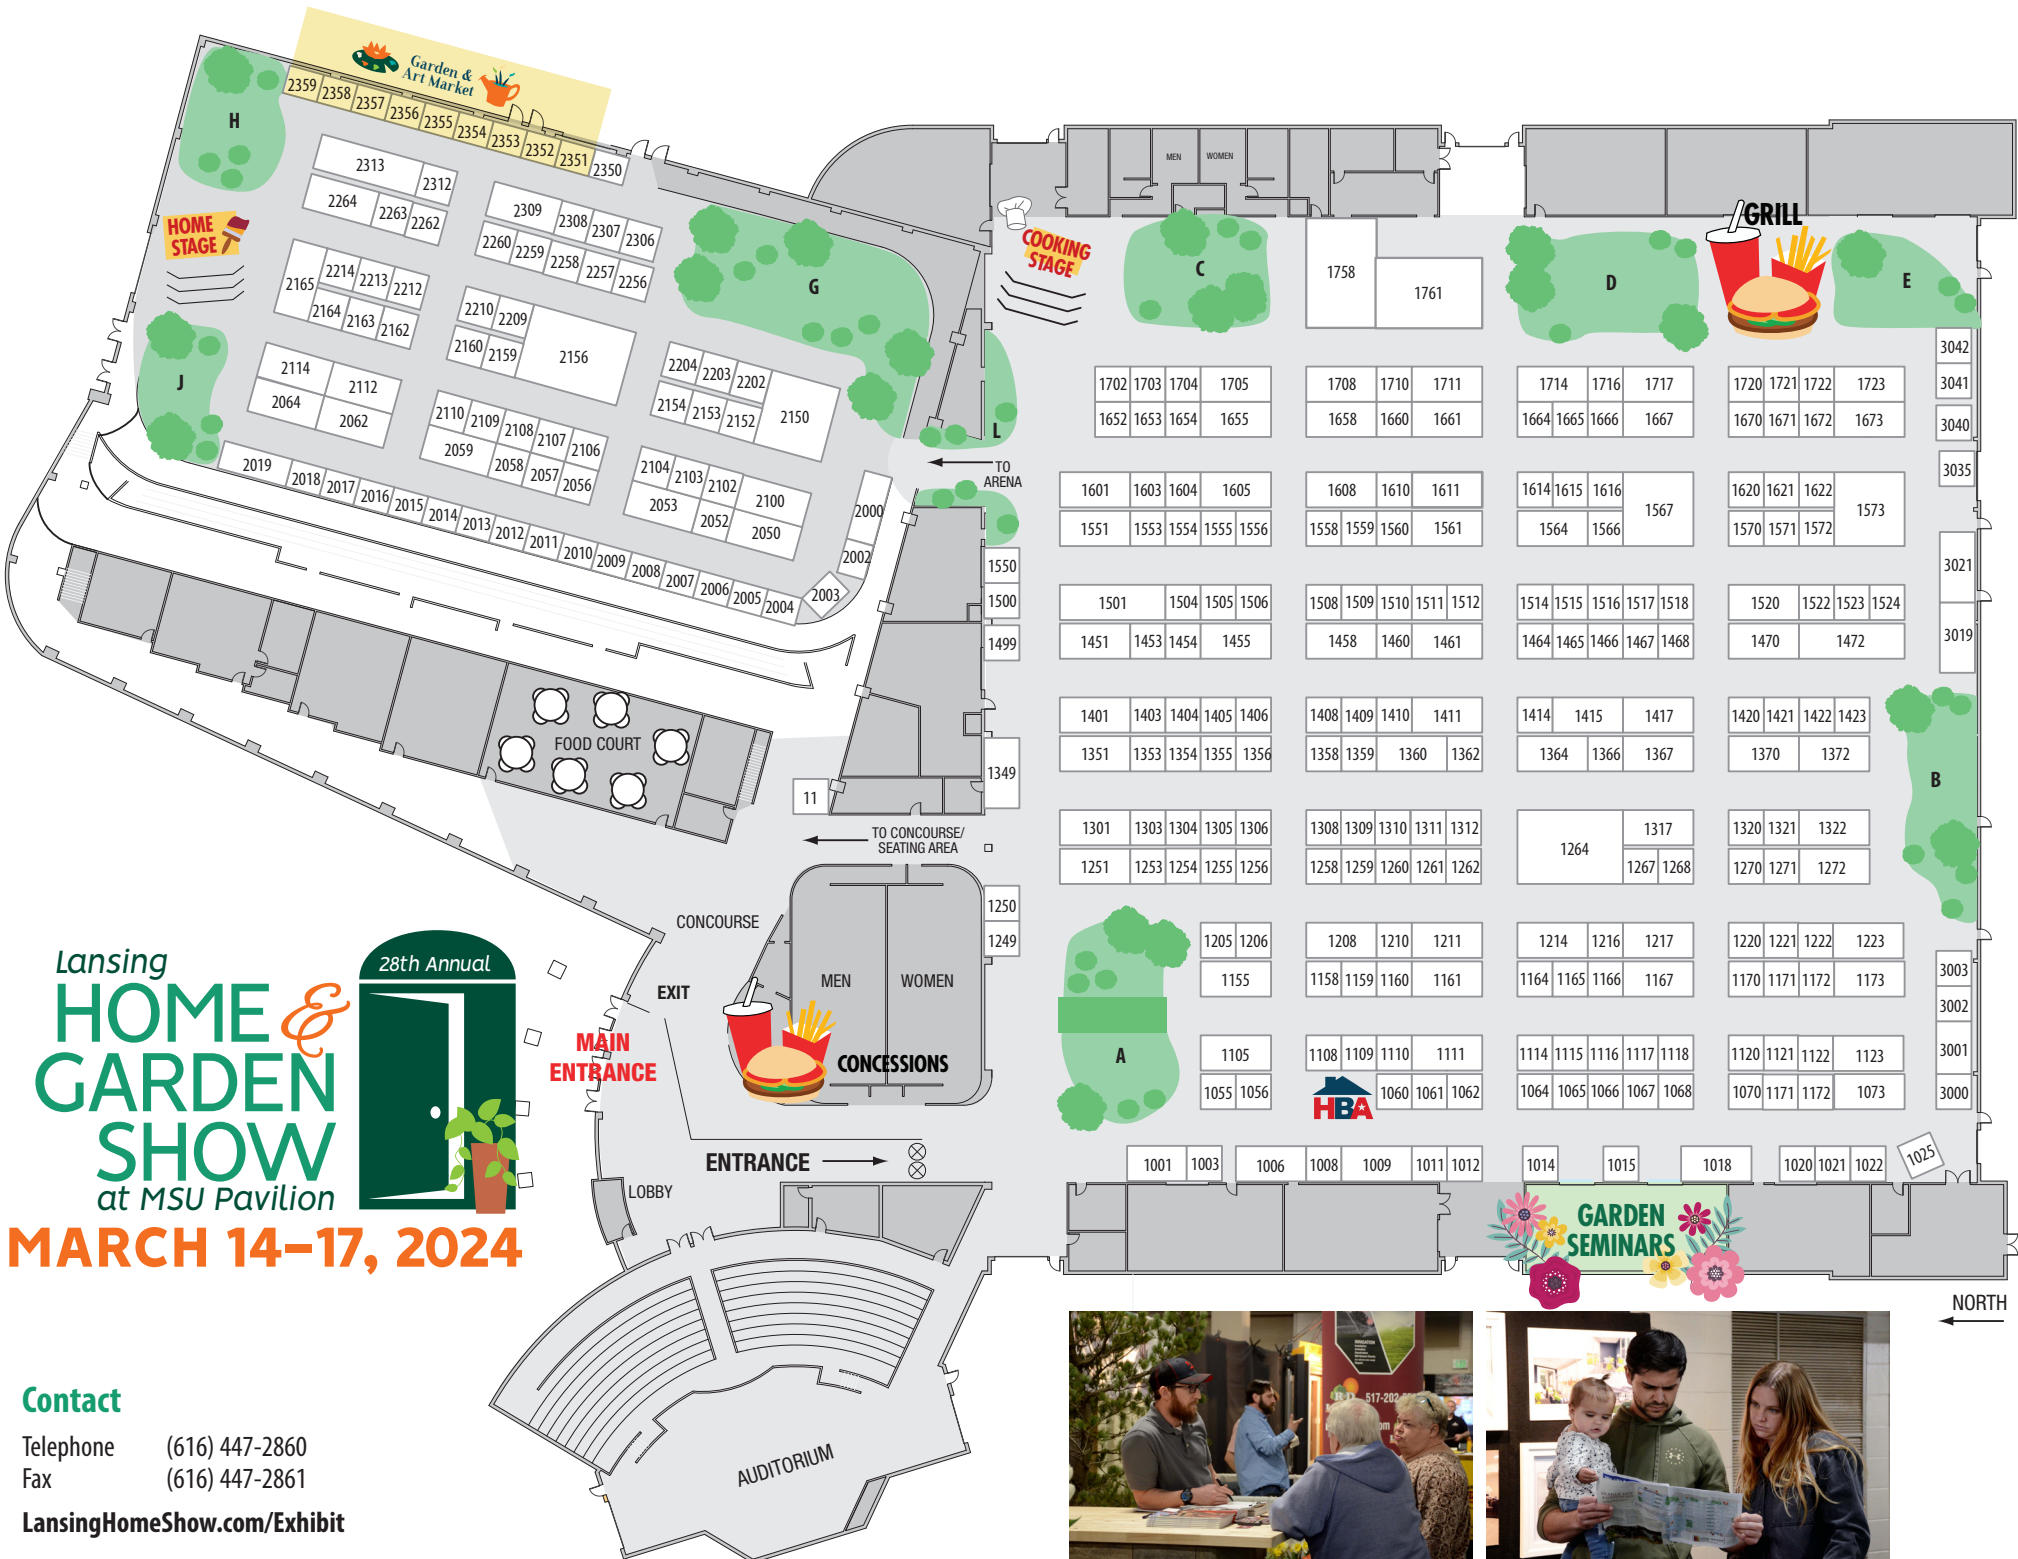 Garden &
Art Market
2359 2358 2357 2356 2355 2354 2353 2352 2351 2350
H
2313 2312
2264 2263 2262
2309 2308 2307 2306
2260 2259 2258 2257 2256
HOME
STAGE
2165 2214 2213 2212
2164 2163 2162
2210 2209
2160 2159 2156
G
J
2114 2112
2064 2062
2204 2203 2202
2154 2153 2152 2150
2110 2109 2108 2107 2106
2059 2058 2057 2056
2104 2103 2102 2100
2053 2052 2050
2019 2018 2017 2016 2015 2014 2013 2012 2011 2010 2009 2008 2007 2006 2005 2004 2003
2000
2002
MEN WOMEN
COOKING
STAGE
C
1758
1761
D
GRILL
E
L
TO
ARENA
3042
3041
3040
3035
3021
3019
1702 1703 1704 1705 1708 1710 1711 1714 1716 1717 1720 1721 1722 1723
1652 1653 1654 1655 1658 1660 1661 1664 1665 1666 1667 1670 1671 1672 1673
1601 1603 1604 1605 1608 1610 1611 1614 1615 1616 1567 1620 1621 1622 1573
1551 1553 1554 1555 1556 1558 1559 1560 1561 1564 1566 1570 1571 1572
1550
1500
1499
1501 1504 1505 1506 1508 1509 1510 1511 1512 1514 1515 1516 1517 1518 1520 1522 1523 1524
1451 1453 1454 1455 1458 1460 1461 1464 1465 1466 1467 1468 1470 1472
1401 1403 1404 1405 1406 1408 1409 1410 1411 1414 1415 1417 1420 1421 1422 1423
1351 1353 1354 1355 1356 1358 1359 1360 1362 1364 1366 1367 1370 1372
B
1349
11
FOOD COURT
TO CONCOURSE/
SEATING AREA
1301 1303 1304 1305 1306 1308 1309 1310 1311 1312 1264 1317 1320 1321 1322
1251 1253 1254 1255 1256 1258 1259 1260 1261 1262 1267 1268 1270 1271 1272
1250
1249
CONCOURSE
1205 1206 1208 1210 1211 1214 1216 1217 1220 1221 1222 1223
1155 1158 1159 1160 1161 1164 1165 1166 1167 1170 1171 1172 1173
3003
3002
3001
3000
A
1105 1108 1109 1110 1111 1114 1115 1116 1117 1118 1120 1121 1122 1123
1055 1056 HBA 1060 1061 1062 1064 1065 1066 1067 1068 1070 1171 1172 1073
MEN WOMEN
EXIT
MAIN
ENTRANCE
CONCESSIONS
ENTRANCE
LOBBY
1001 1003 1006 1008 1009 1011 1012 1014 1015 1018 1020 1021 1022 1025
GARDEN
SEMINARS
NORTH
AUDITORIUM
Lansing
HOME &
GARDEN
SHOW
at MSU Pavilion
28th Annual
MARCH 14–17, 2024
Contact
Telephone (616) 447-2860
Fax (616) 447-2861
LansingHomeShow.com/Exhibit